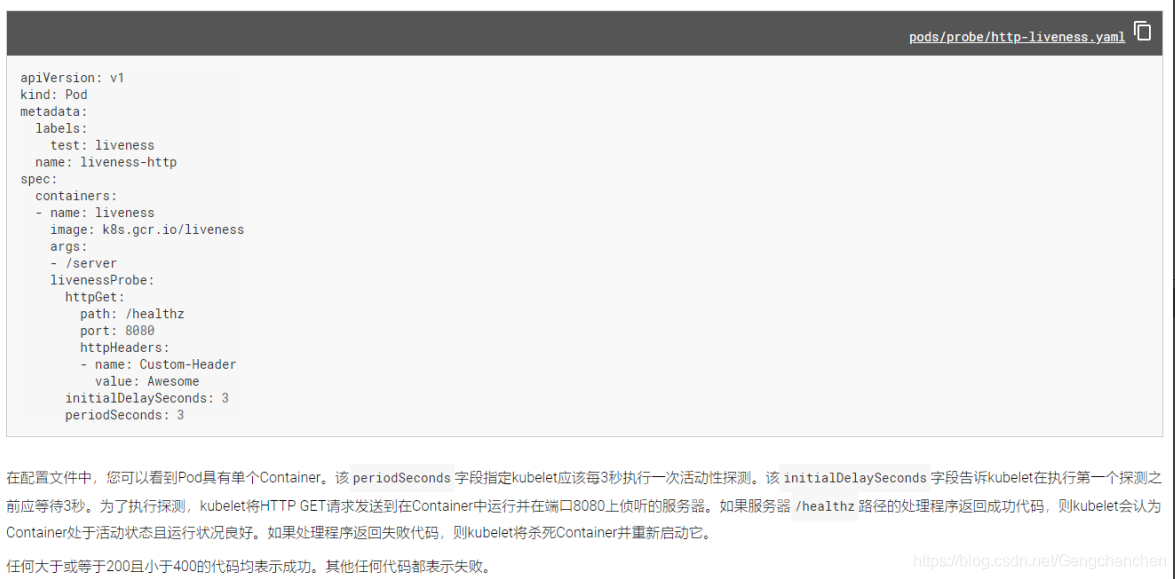 pods/probe/http-liveness.yaml
apiVersion: v1
kind: Pod
metadata:
  labels:
    test: liveness
  name: liveness-http
spec:
  containers:
  - name: liveness
    image: k8s.gcr.io/liveness
    args:
    - /server
    livenessProbe:
      httpGet:
        path: /healthz
        port: 8080
        httpHeaders:
        - name: Custom-Header
          value: Awesome
      initialDelaySeconds: 3
      periodSeconds: 3
在配置文件中，您可以看到Pod具有单个Container。该 periodSeconds 字段指定kubelet应该每3秒执行一次活动性探测。该 initialDelaySeconds 字段告诉kubelet在执行第一个探测之
前应等待3秒。为了执行探测，kubelet将HTTP GET请求发送到在Container中运行并在端口8080上侦听的服务器。如果服务器 /healthz 路径的处理程序返回成功代码，则kubelet会认为
Container处于活动状态且运行状况良好。如果处理程序返回失败代码，则kubelet将杀死Container并重新启动它。
任何大于或等于200且小于400的代码均表示成功。其他任何代码都表示失败。
https://blog.csdn.net/Gengchenchen